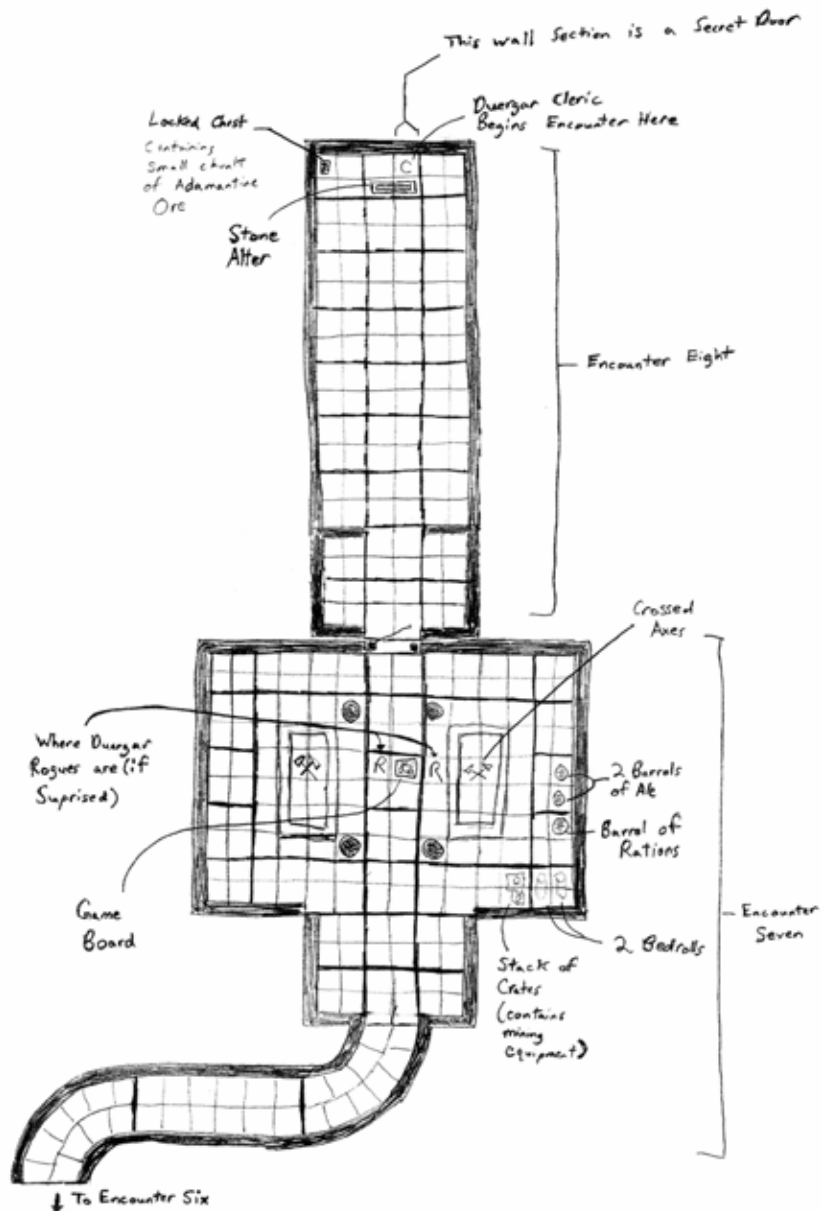 This wall Section is a Secret Door
Duergar Cleric
Begins Encounter Here
Locked Chest
Containing
Small chunk
of Adamantine
Ore
C
Stone
Alter
Encounter Eight
Crossed
Axes
Where Duergar
Rogues are (if
Suprised)
R
R
2 Barrels
of Ale
Barrel of
Rations
Game
Board
Encounter
Seven
2 Bedrolls
Stack of
Crates
(contains
mining
equipment)
To Encounter Six